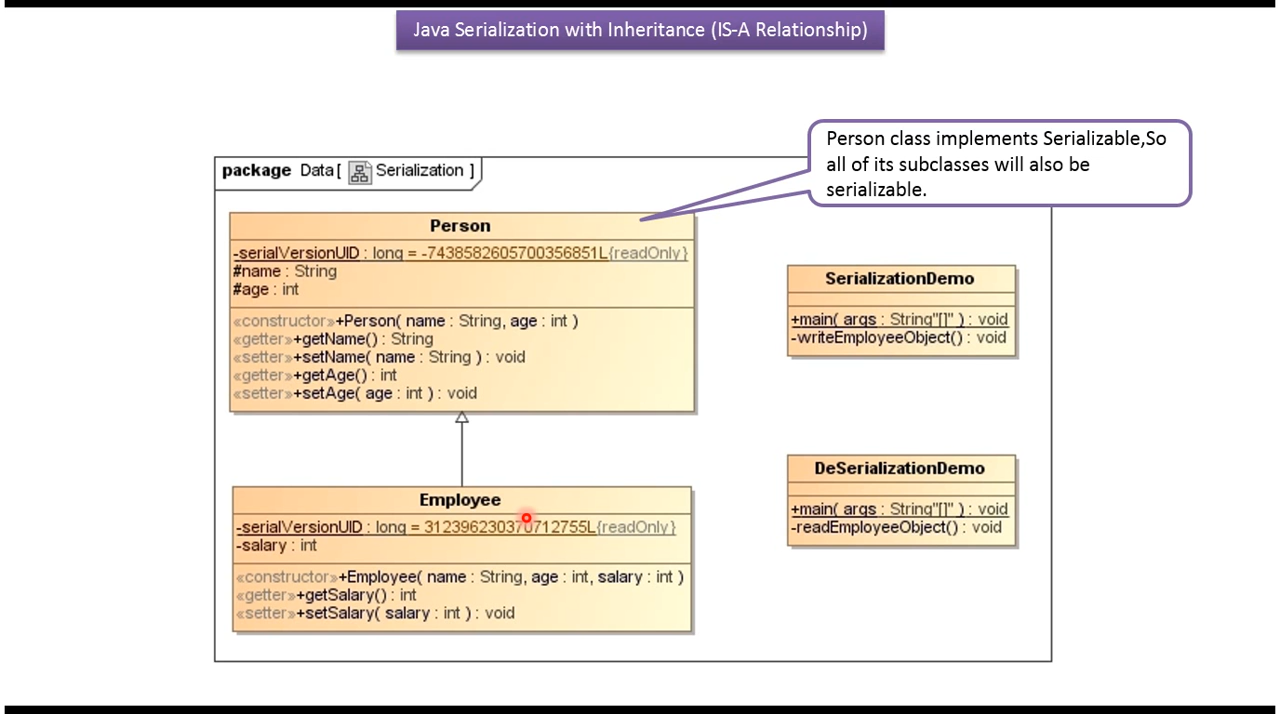 Java Serialization with Inheritance (IS-A Relationship)
Person class implements Serializable,So
all of its subclasses will also be
serializable.
package Data[ Serialization ]
Person
-serialVersionUID : long = -7438582605700356851L{readOnly}
#name : String
#age : int
«constructor»+Person( name : String, age : int )
«getter»+getName() : String
«setter»+setName( name : String ) : void
«getter»+getAge() : int
«setter»+setAge( age : int ) : void
Employee
-serialVersionUID : long = 312396230370712755L{readOnly}
-salary : int
«constructor»+Employee( name : String, age : int, salary : int )
«getter»+getSalary() : int
«setter»+setSalary( salary : int ) : void
SerializationDemo
+main( args : String"[]" ) : void
-writeEmployeeObject() : void
DeSerializationDemo
+main( args : String"[]" ) : void
-readEmployeeObject() : void